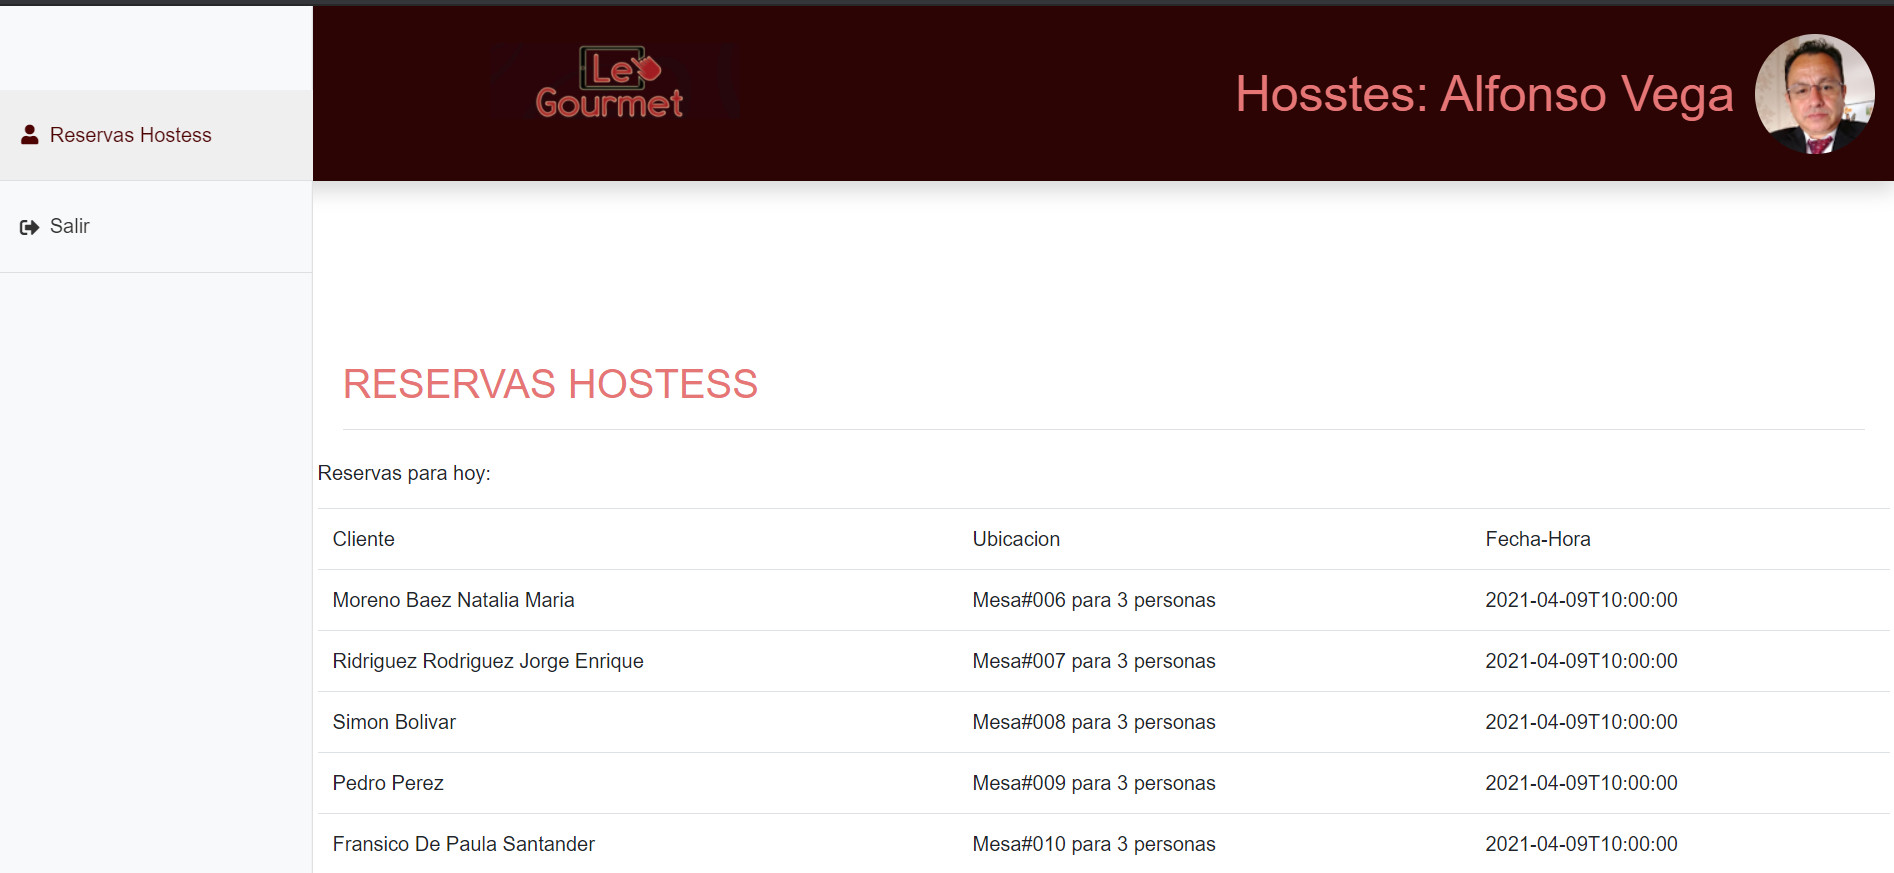 Le
Gourmet
Hosstes: Alfonso Vega
Reservas Hostess
Salir
RESERVAS HOSTESS
Reservas para hoy:
Cliente Ubicacion Fecha-Hora
Moreno Baez Natalia Maria Mesa#006 para 3 personas 2021-04-09T10:00:00
Ridriguez Rodriguez Jorge Enrique Mesa#007 para 3 personas 2021-04-09T10:00:00
Simon Bolivar Mesa#008 para 3 personas 2021-04-09T10:00:00
Pedro Perez Mesa#009 para 3 personas 2021-04-09T10:00:00
Fransico De Paula Santander Mesa#010 para 3 personas 2021-04-09T10:00:00